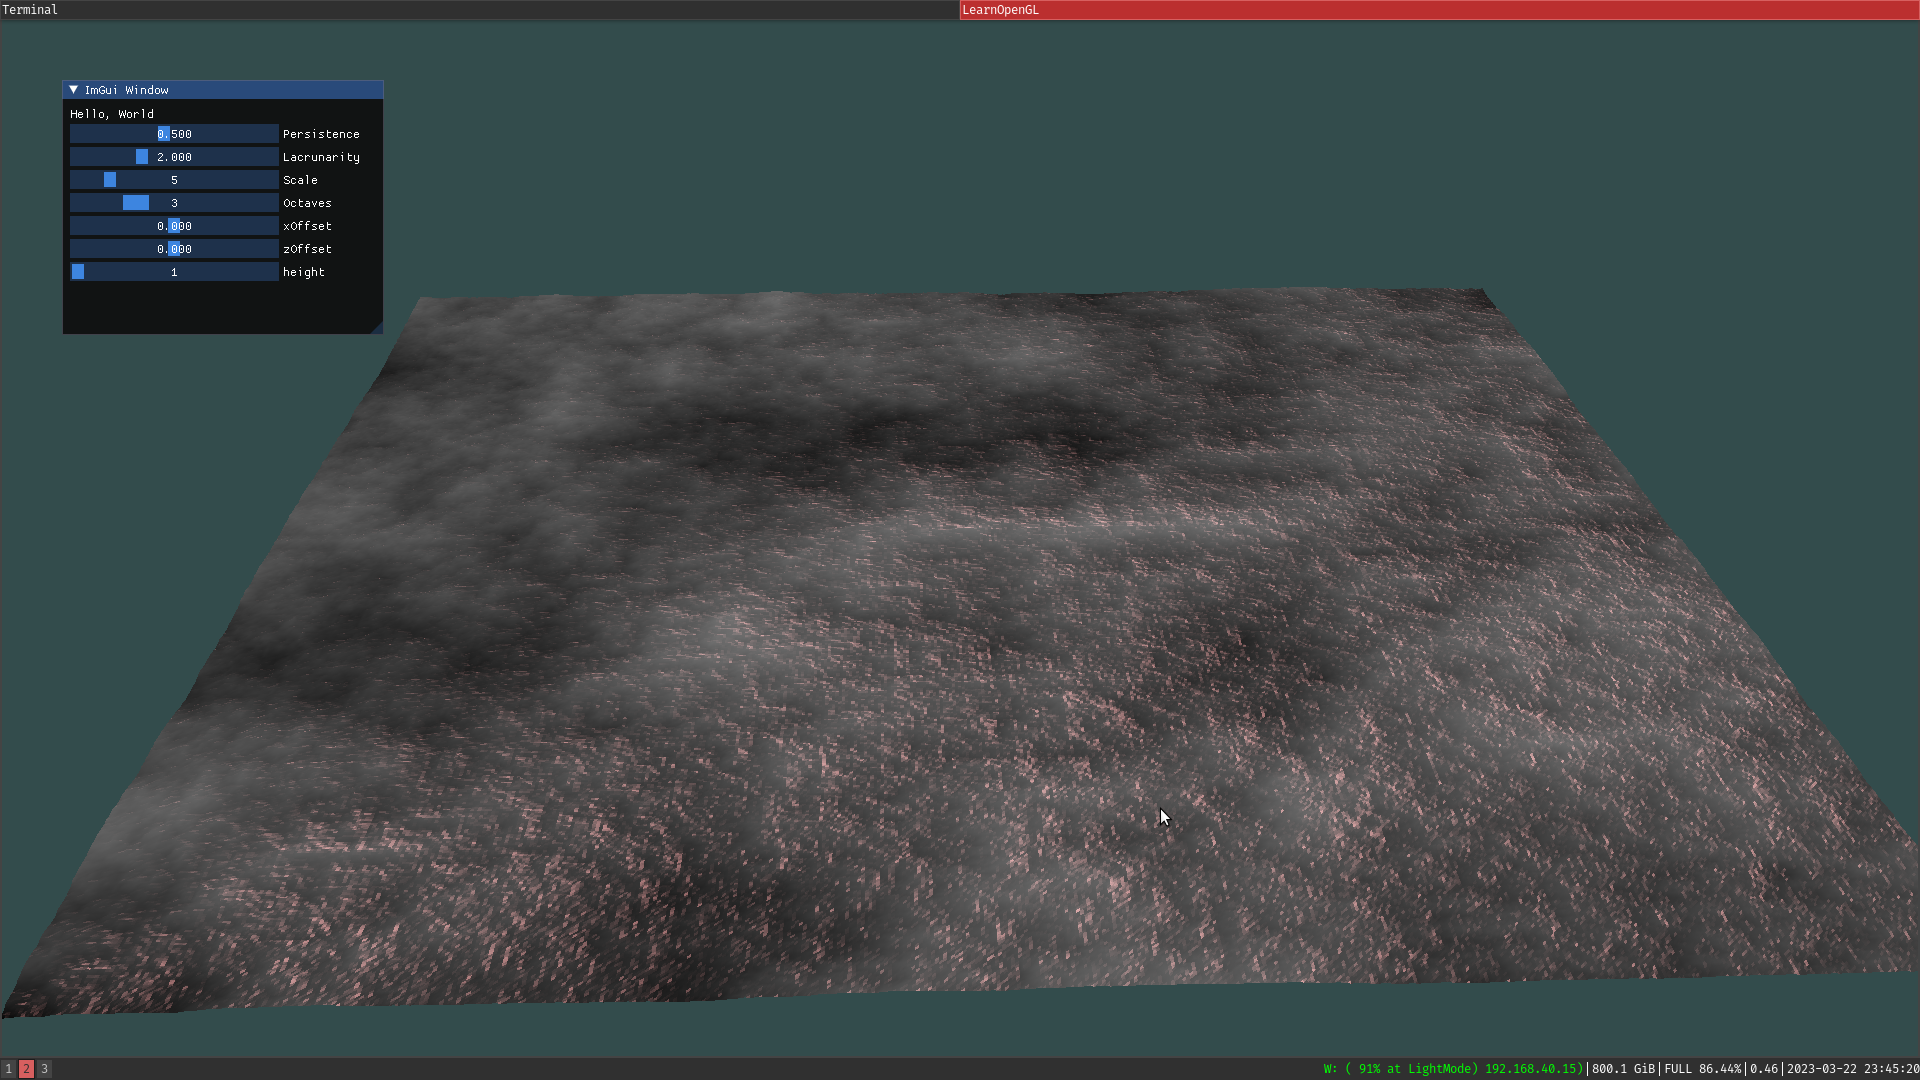 Terminal
LearnOpenGL
ImGui Window
Hello, World
0.500 Persistence
2.000 Lacrunarity
5 Scale
3 Octaves
0.000 xOffset
0.000 zOffset
1 height
1 2 3
W: ( 91% at LightMode) 192.168.40.15)|800.1 GiB|FULL 86.44%|0.46|2023-03-22 23:45:20